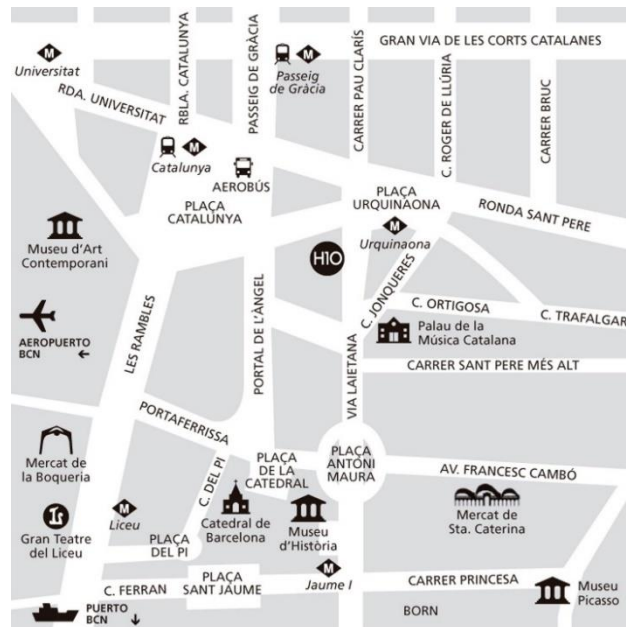 GRAN VIA DE LES CORTS CATALANES
Universitat
RDA. UNIVERSITAT
RBLA. CATALUNYA
PASSEIG DE GRÀCIA
Passeig
de Gràcia
CARRER PAU CLARÍS
C. ROGER DE LLÚRIA
CARRER BRUC
M
M
M
Catalunya
AEROBÚS
PLAÇA
CATALUNYA
PLAÇA
URQUINAONA
M
Urquinaona
RONDA SANT PERE
Museu d'Art
Contemporani
H10
C. JONQUERES
C. ORTIGOSA
C. TRAFALGAR
AEROPUERTO
BCN ←
LES RAMBLES
PORTAL DE L'ÀNGEL
VIA LAIETANA
Palau de la
Música Catalana
CARRER SANT PERE MÉS ALT
PORTAFERRISSA
Mercat de
la Boqueria
C. DEL PI
PLAÇA
DE LA
CATEDRAL
PLAÇA
ANTONI
MAURA
AV. FRANCESC CAMBÓ
Mercat de
Sta. Caterina
Gran Teatre
del Liceu
M
Liceu
PLAÇA
DEL PI
Catedral de
Barcelona
Museu
d'Història
M
Jaume I
C. FERRAN
PLAÇA
SANT JAUME
CARRER PRINCESA
Museu
Picasso
PUERTO
BCN ↓
BORN